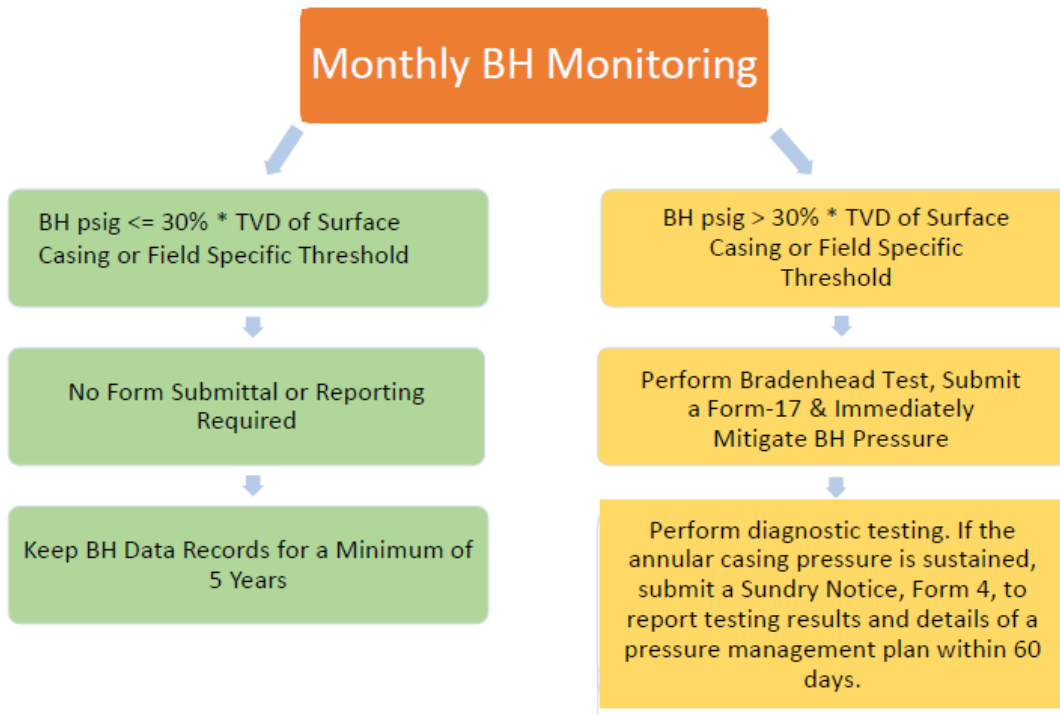 Monthly BH Monitoring
BH psig <= 30% * TVD of Surface
Casing or Field Specific Threshold
No Form Submittal or Reporting
Required
Keep BH Data Records for a Minimum of
5 Years
BH psig > 30% * TVD of Surface
Casing or Field Specific
Threshold
Perform Bradenhead Test, Submit
a Form-17 & Immediately
Mitigate BH Pressure
Perform diagnostic testing. If the
annular casing pressure is sustained,
submit a Sundry Notice, Form 4, to
report testing results and details of a
pressure management plan within 60
days.